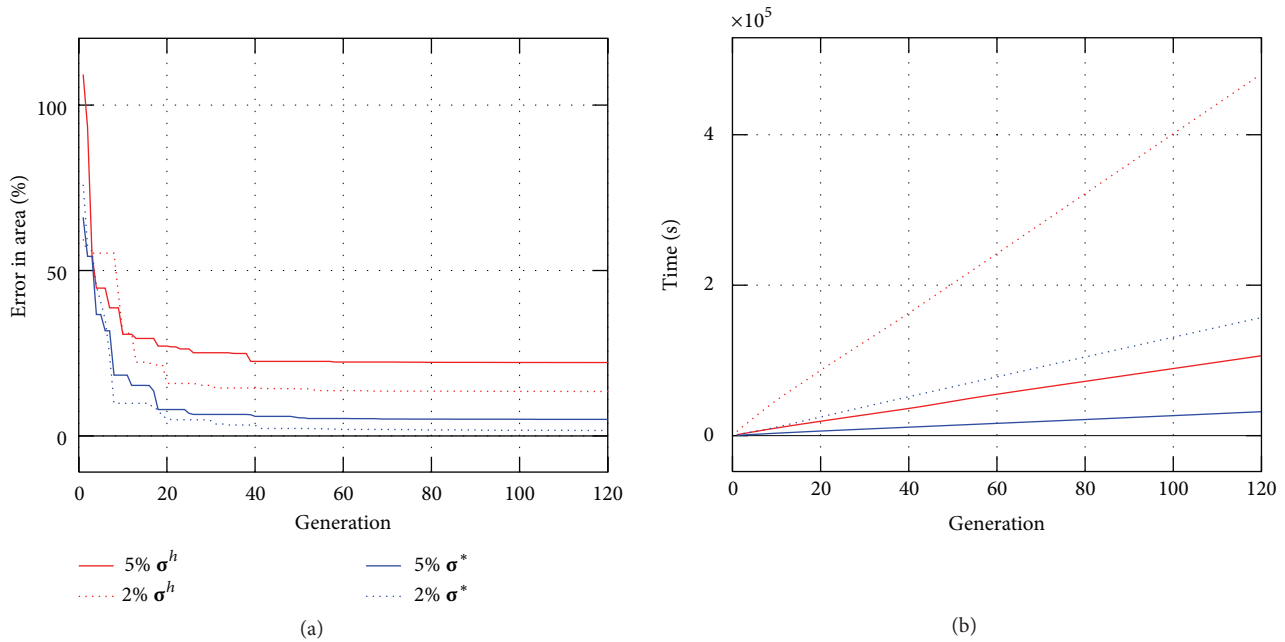 Error in area (%)
100
50
0
0 20 40 60 80 100 120
Generation
5% σ^h
2% σ^h
5% σ*
2% σ*
(a)
×10^5
Time (s)
4
2
0
0 20 40 60 80 100 120
Generation
(b)